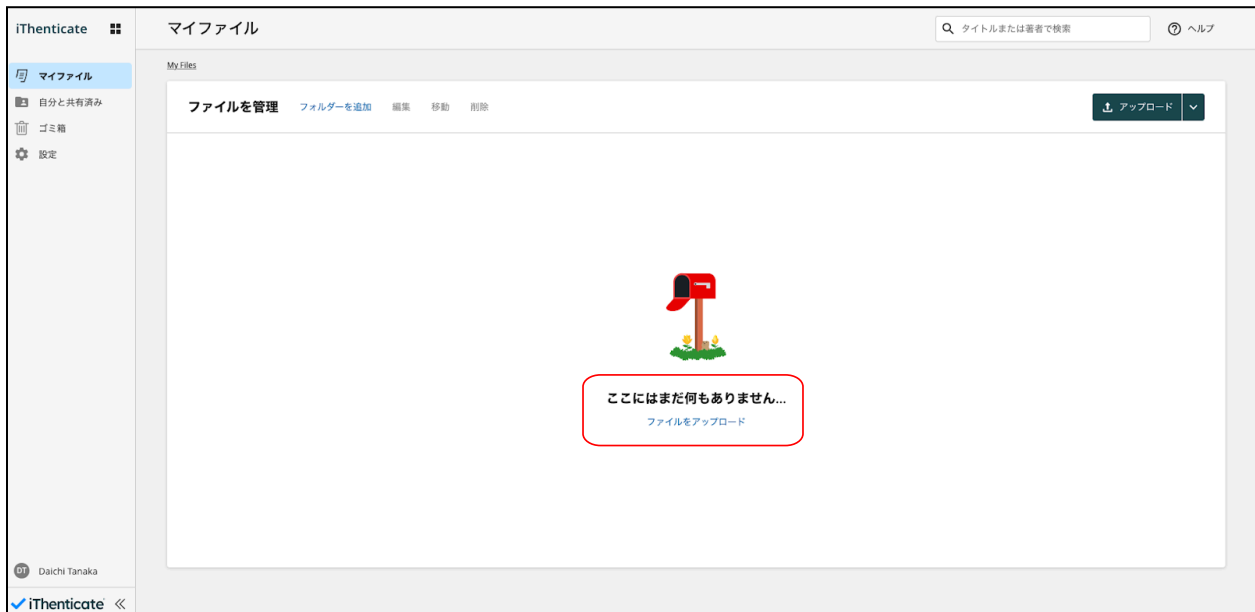 iThenticate
マイファイル
タイトルまたは著者で検索
ヘルプ
マイファイル
自分と共有済み
ゴミ箱
設定
My Files
ファイルを管理 フォルダーを追加 編集 移動 削除
アップロード
ここにはまだ何もありません...
ファイルをアップロード
DT Daichi Tanaka
iThenticate